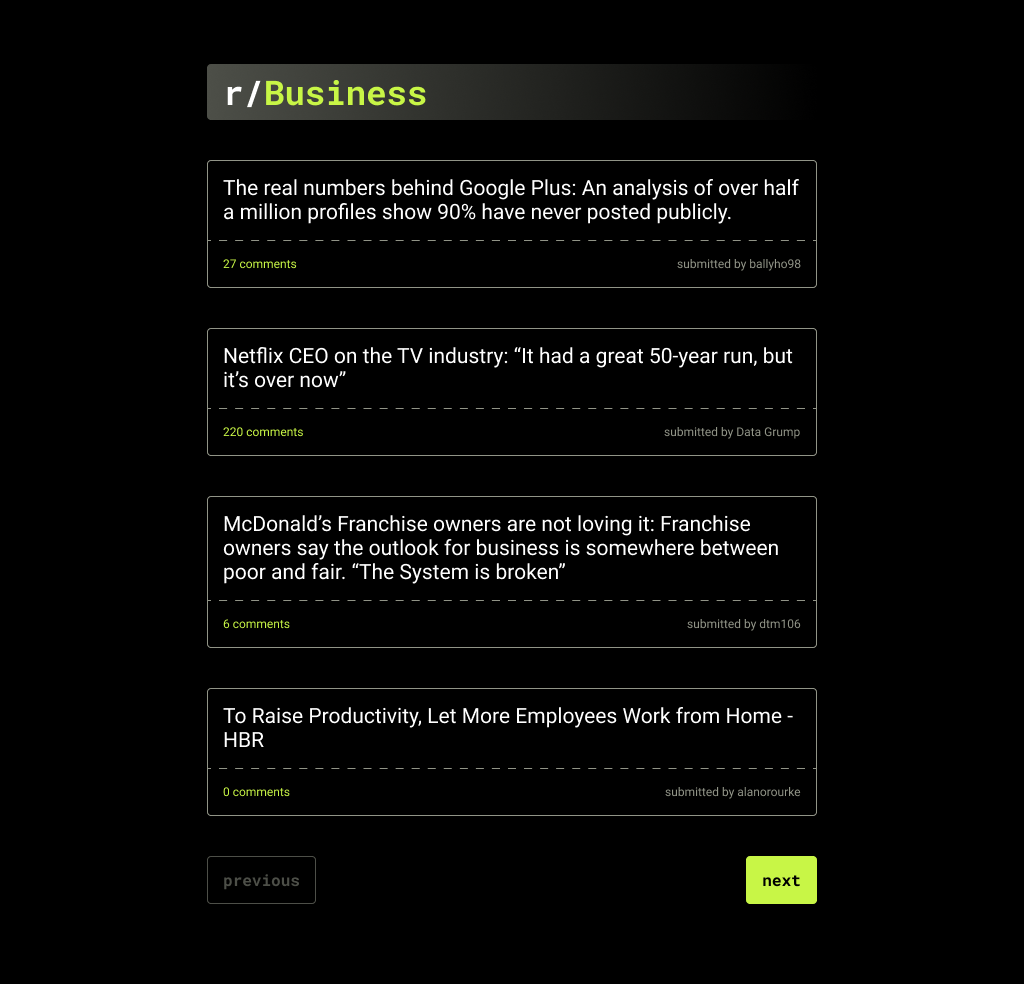 r/Business
The real numbers behind Google Plus: An analysis of over half
a million profiles show 90% have never posted publicly.
27 comments
submitted by ballyho98
Netflix CEO on the TV industry: “It had a great 50-year run, but
it’s over now”
220 comments
submitted by Data Grump
McDonald’s Franchise owners are not loving it: Franchise
owners say the outlook for business is somewhere between
poor and fair. “The System is broken”
6 comments
submitted by dtm106
To Raise Productivity, Let More Employees Work from Home -
HBR
0 comments
submitted by alanorourke
previous
next